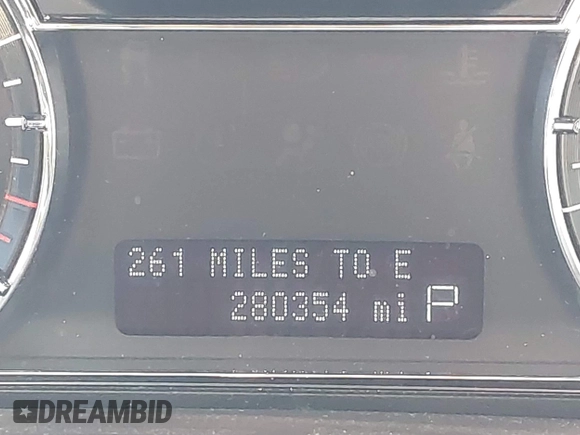 261 MILES TO E
280354 mi P
DREAMBID